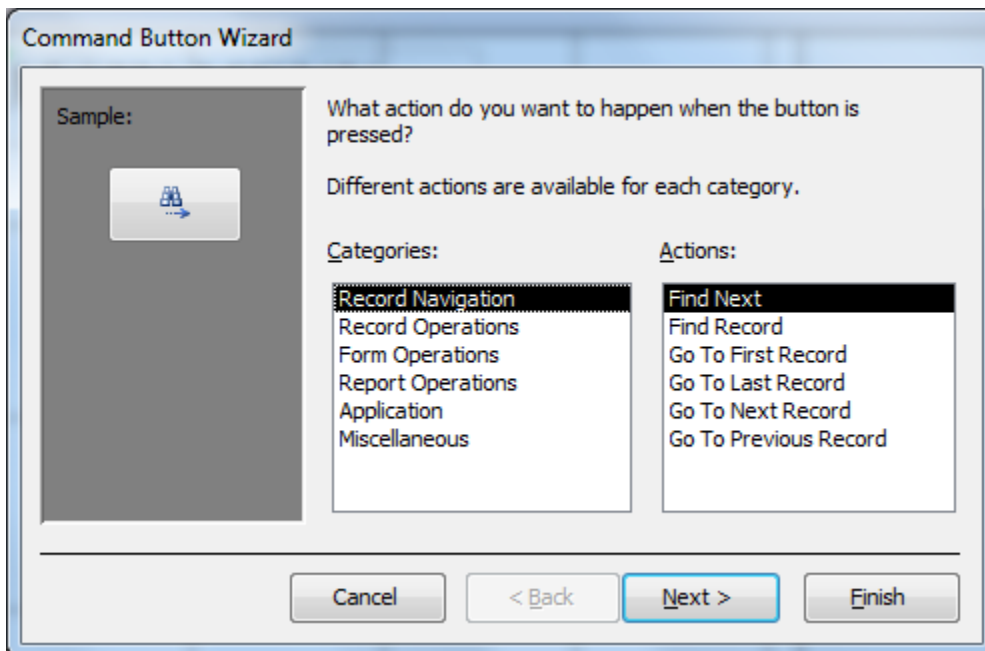 Command Button Wizard
Sample:
What action do you want to happen when the button is
pressed?
Different actions are available for each category.
Categories:
Record Navigation
Record Operations
Form Operations
Report Operations
Application
Miscellaneous
Actions:
Find Next
Find Record
Go To First Record
Go To Last Record
Go To Next Record
Go To Previous Record
Cancel
< Back
Next >
Finish